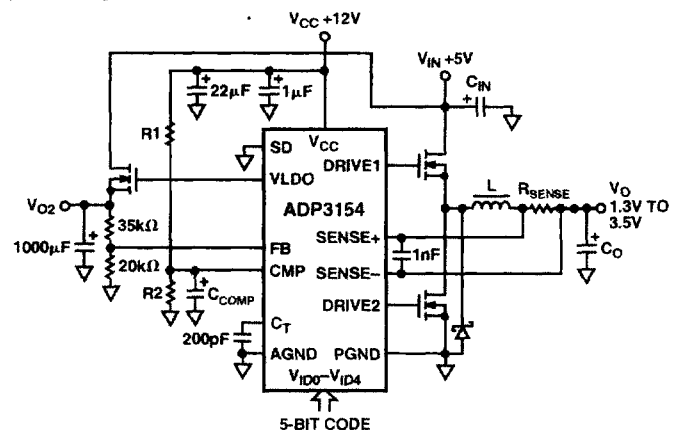 VCC +12V
VIN +5V
22μF
1μF
CIN
R1
VCC
SD
DRIVE1
VLDO
ADP3154
VO2
35kΩ
L
RSENSE
VO
1.3V TO
3.5V
SENSE+
1000μF
FB
1nF
CO
20kΩ
CMP
SENSE–
R2
CCOMP
DRIVE2
CT
200pF
AGND
PGND
VID0–VID4
5-BIT CODE